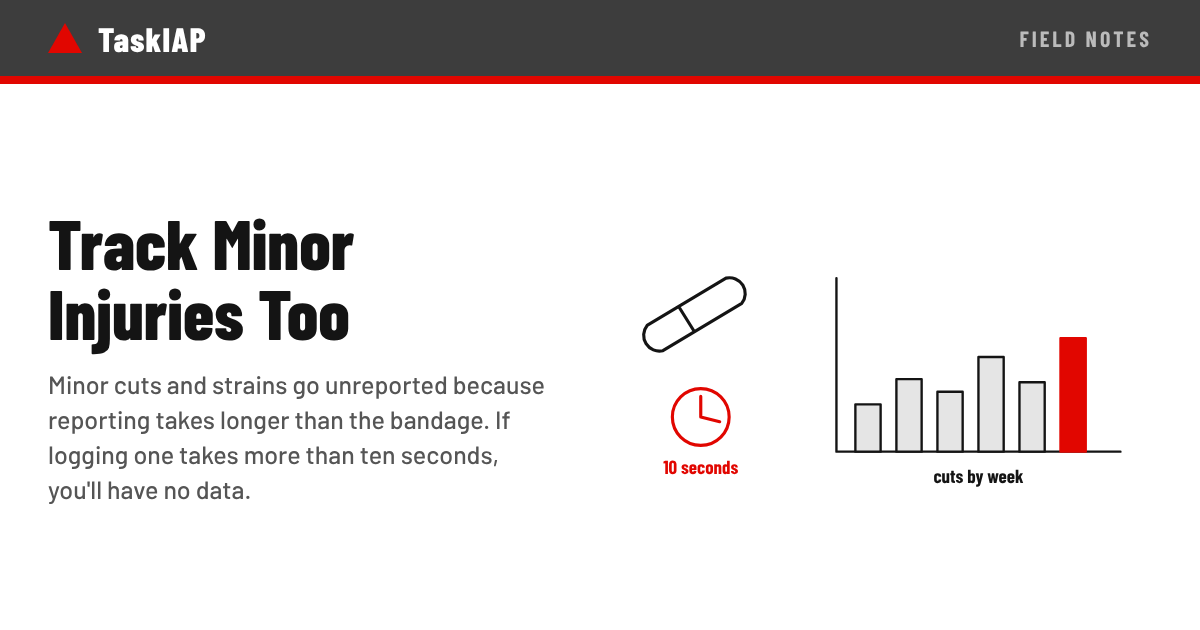 TaskIAP
FIELD NOTES
Track Minor
Injuries Too
Minor cuts and strains go unreported because
reporting takes longer than the bandage. If
logging one takes more than ten seconds,
you'll have no data.
10 seconds
cuts by week